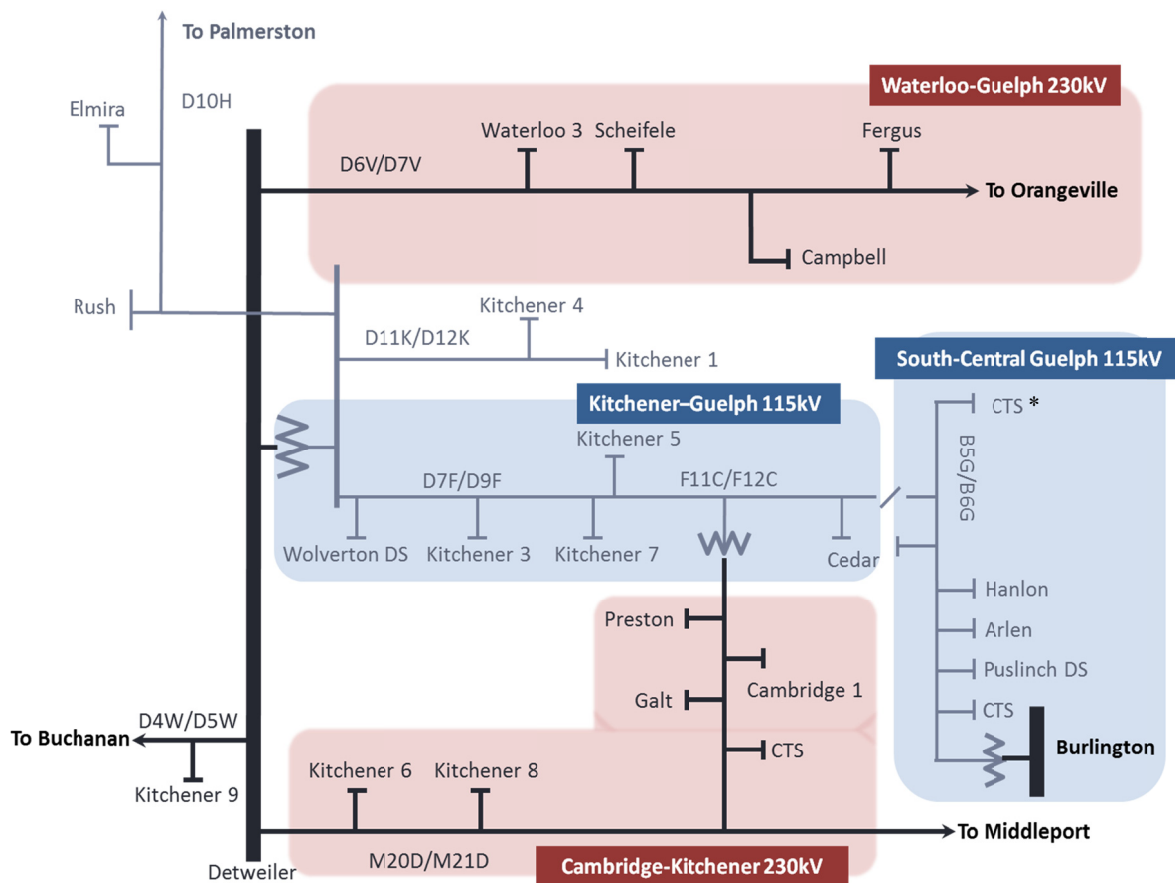 To Palmerston
D10H
Elmira
Waterloo-Guelph 230kV
Waterloo 3
Scheifele
Fergus
D6V/D7V
To Orangeville
Campbell
Rush
Kitchener 4
D11K/D12K
Kitchener 1
South-Central Guelph 115kV
Kitchener–Guelph 115kV
CTS *
Kitchener 5
B5G/B6G
D7F/D9F
F11C/F12C
Wolverton DS
Kitchener 3
Kitchener 7
Cedar
Hanlon
Preston
Arlen
Puslinch DS
Cambridge 1
Galt
CTS
D4W/D5W
To Buchanan
CTS
Burlington
Kitchener 6
Kitchener 8
Kitchener 9
To Middleport
M20D/M21D
Cambridge-Kitchener 230kV
Detweiler